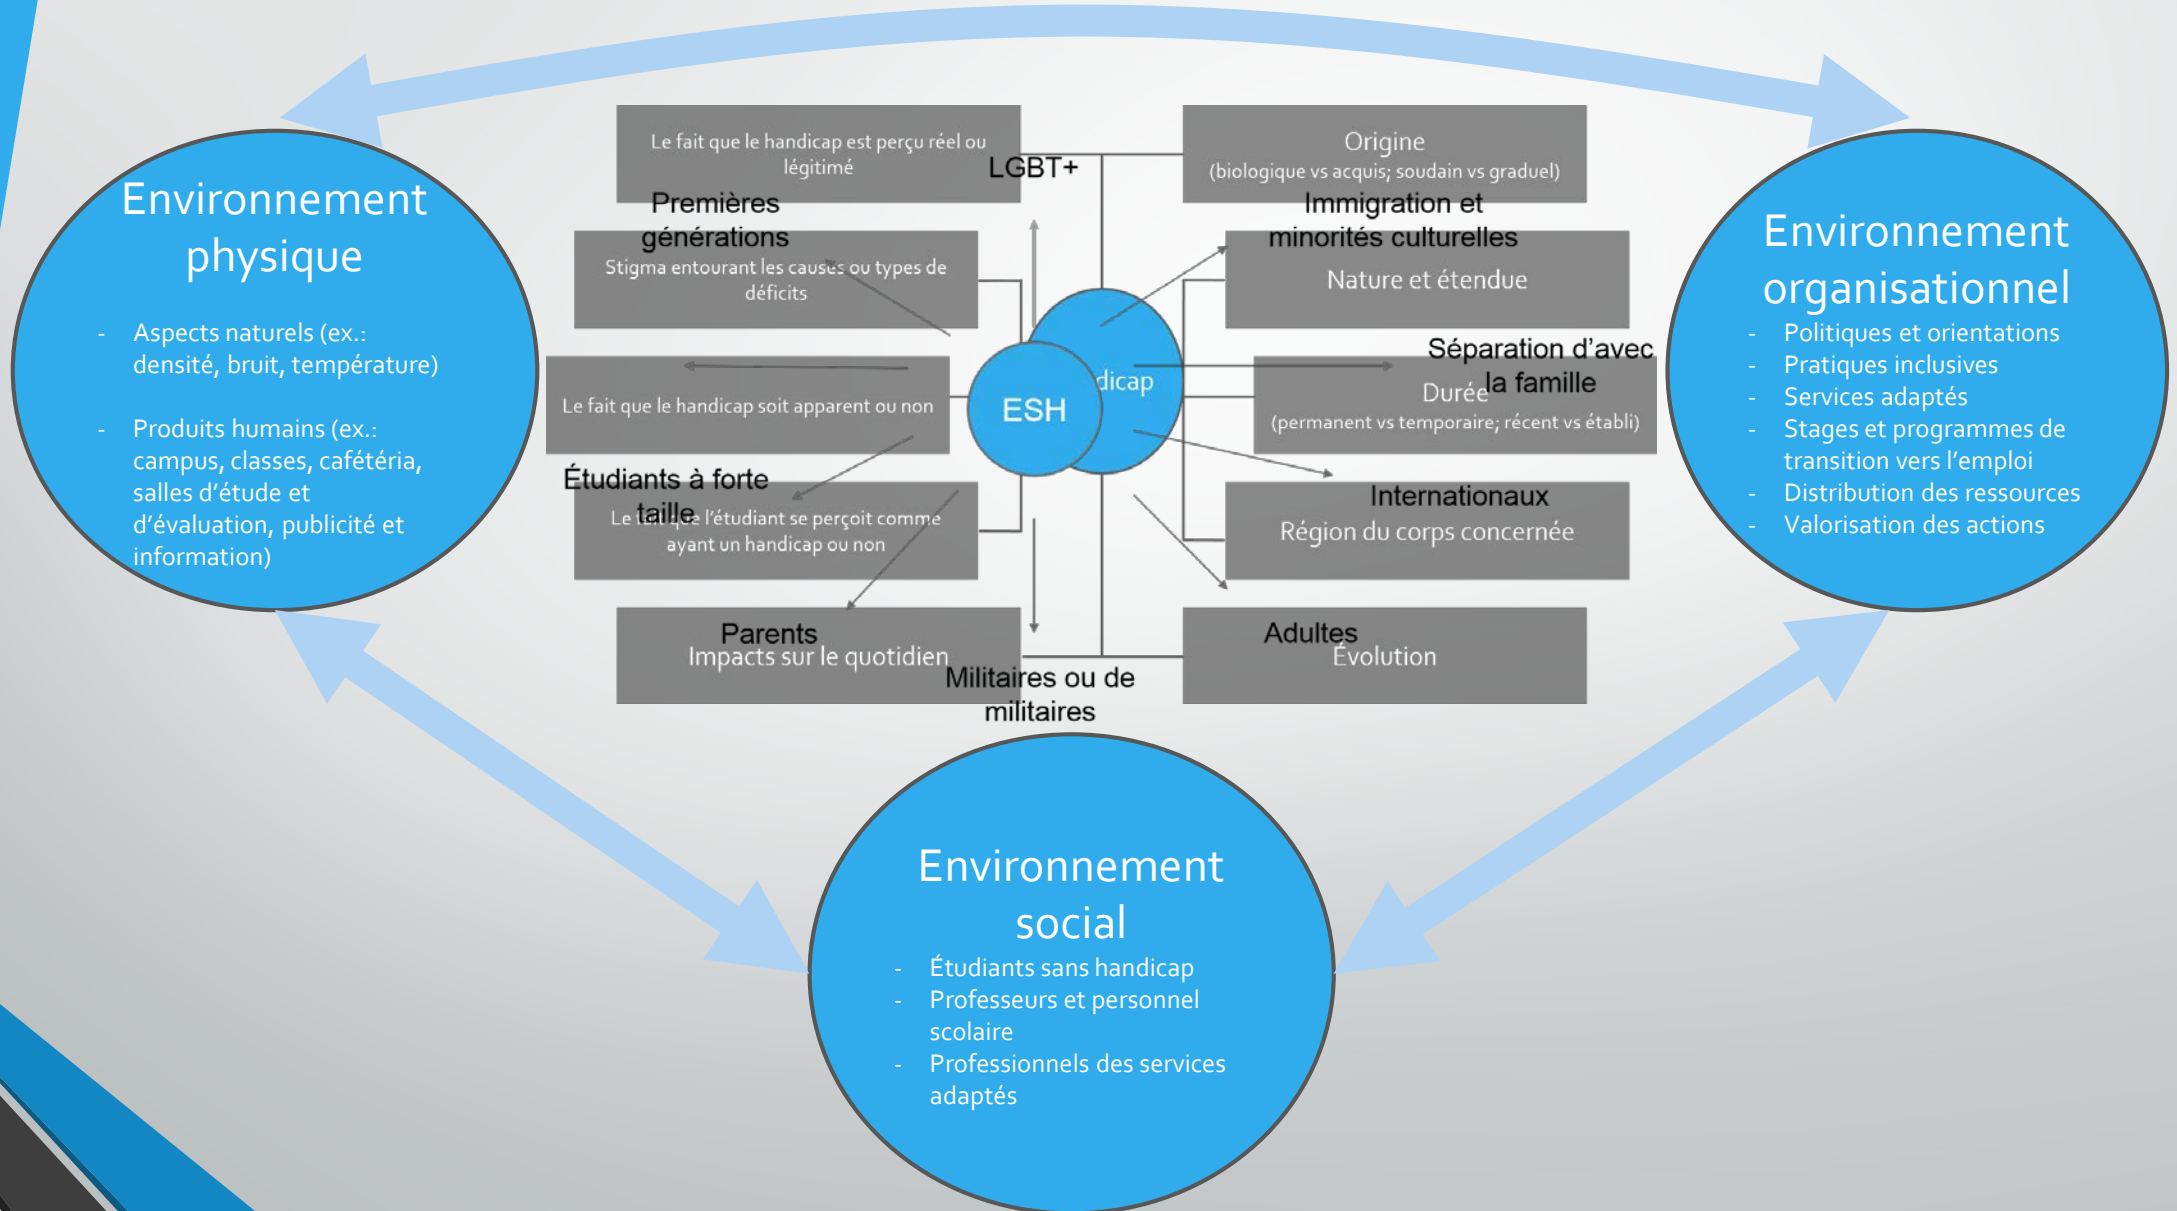 Environnement
physique
- Aspects naturels (ex.:
densité, bruit, température)
- Produits humains (ex.:
campus, classes, cafétéria,
salles d'étude et
d'évaluation, publicité et
information)
Le fait que le handicap est perçu réel ou
légitimé
LGBT+
Origine
(biologique vs acquis; soudain vs graduel)
Premières
générations
Immigration et
minorités culturelles
Stigma entourant les causes ou types de
déficits
Nature et étendue
Séparation d'avec
la famille
Le fait que le handicap soit apparent ou non
ESH
dicap
Durée
(permanent vs temporaire; récent vs établi)
Étudiants à forte
taille
Internationaux
Le fait que l'étudiant se perçoit comme
ayant un handicap ou non
Région du corps concernée
Parents
Impacts sur le quotidien
Adultes
Évolution
Militaires ou de
militaires
Environnement
organisationnel
- Politiques et orientations
- Pratiques inclusives
- Services adaptés
- Stages et programmes de
transition vers l'emploi
- Distribution des ressources
- Valorisation des actions
Environnement
social
- Étudiants sans handicap
- Professeurs et personnel
scolaire
- Professionnels des services
adaptés